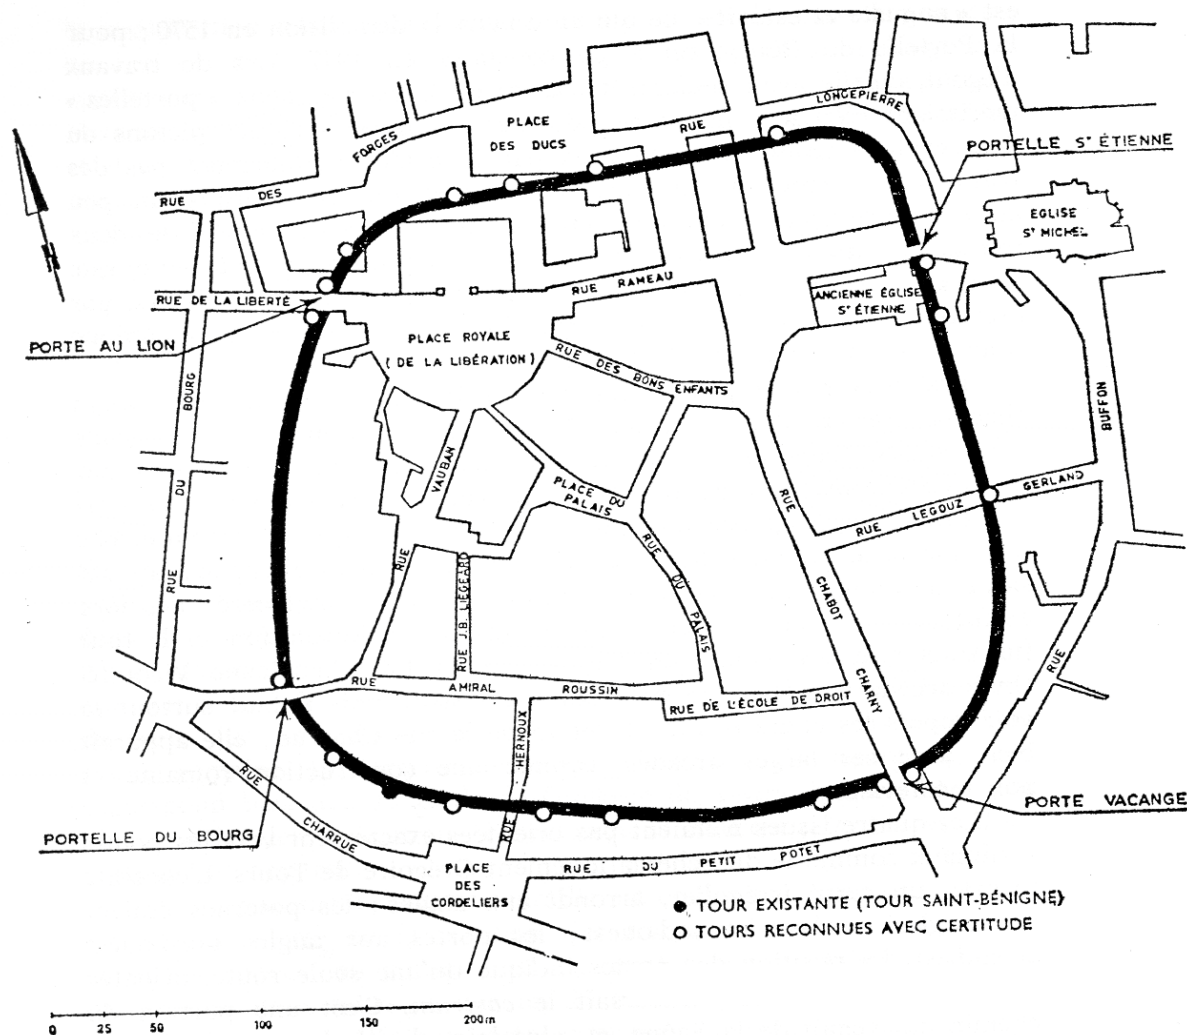 PLACE
DES DUCS
RUE
LONGEPIERRE
PORTELLE ST ÉTIENNE
FORGES
DES
RUE
ÉGLISE
ST MICHEL
RUE DE LA LIBERTÉ
RUE RAMEAU
ANCIENNE ÉGLISE
ST ÉTIENNE
PORTE AU LION
PLACE ROYALE
(DE LA LIBÉRATION)
RUE DES BONS ENFANTS
BUFFON
BOURG
DU
RUE
VAUBAN
RUE
PLACE DU
PALAIS
RUE
CHABOT
CHARNY
RUE LEGOUZ GERLAND
RUE
DU
PALAIS
RUE J.B. LIÉGEARD
RUE
RUE AMIRAL ROUSSIN
RUE DE L'ÉCOLE DE DROIT
HERNOUX
RUE
RUE
CHARRUE
PORTE VACANGE
PORTELLE DU BOURG
PLACE
DES
CORDELIERS
RUE DU PETIT POTET
TOUR EXISTANTE (TOUR SAINT-BÉNIGNE)
TOURS RECONNUES AVEC CERTITUDE
0 25 50 100 150 200m